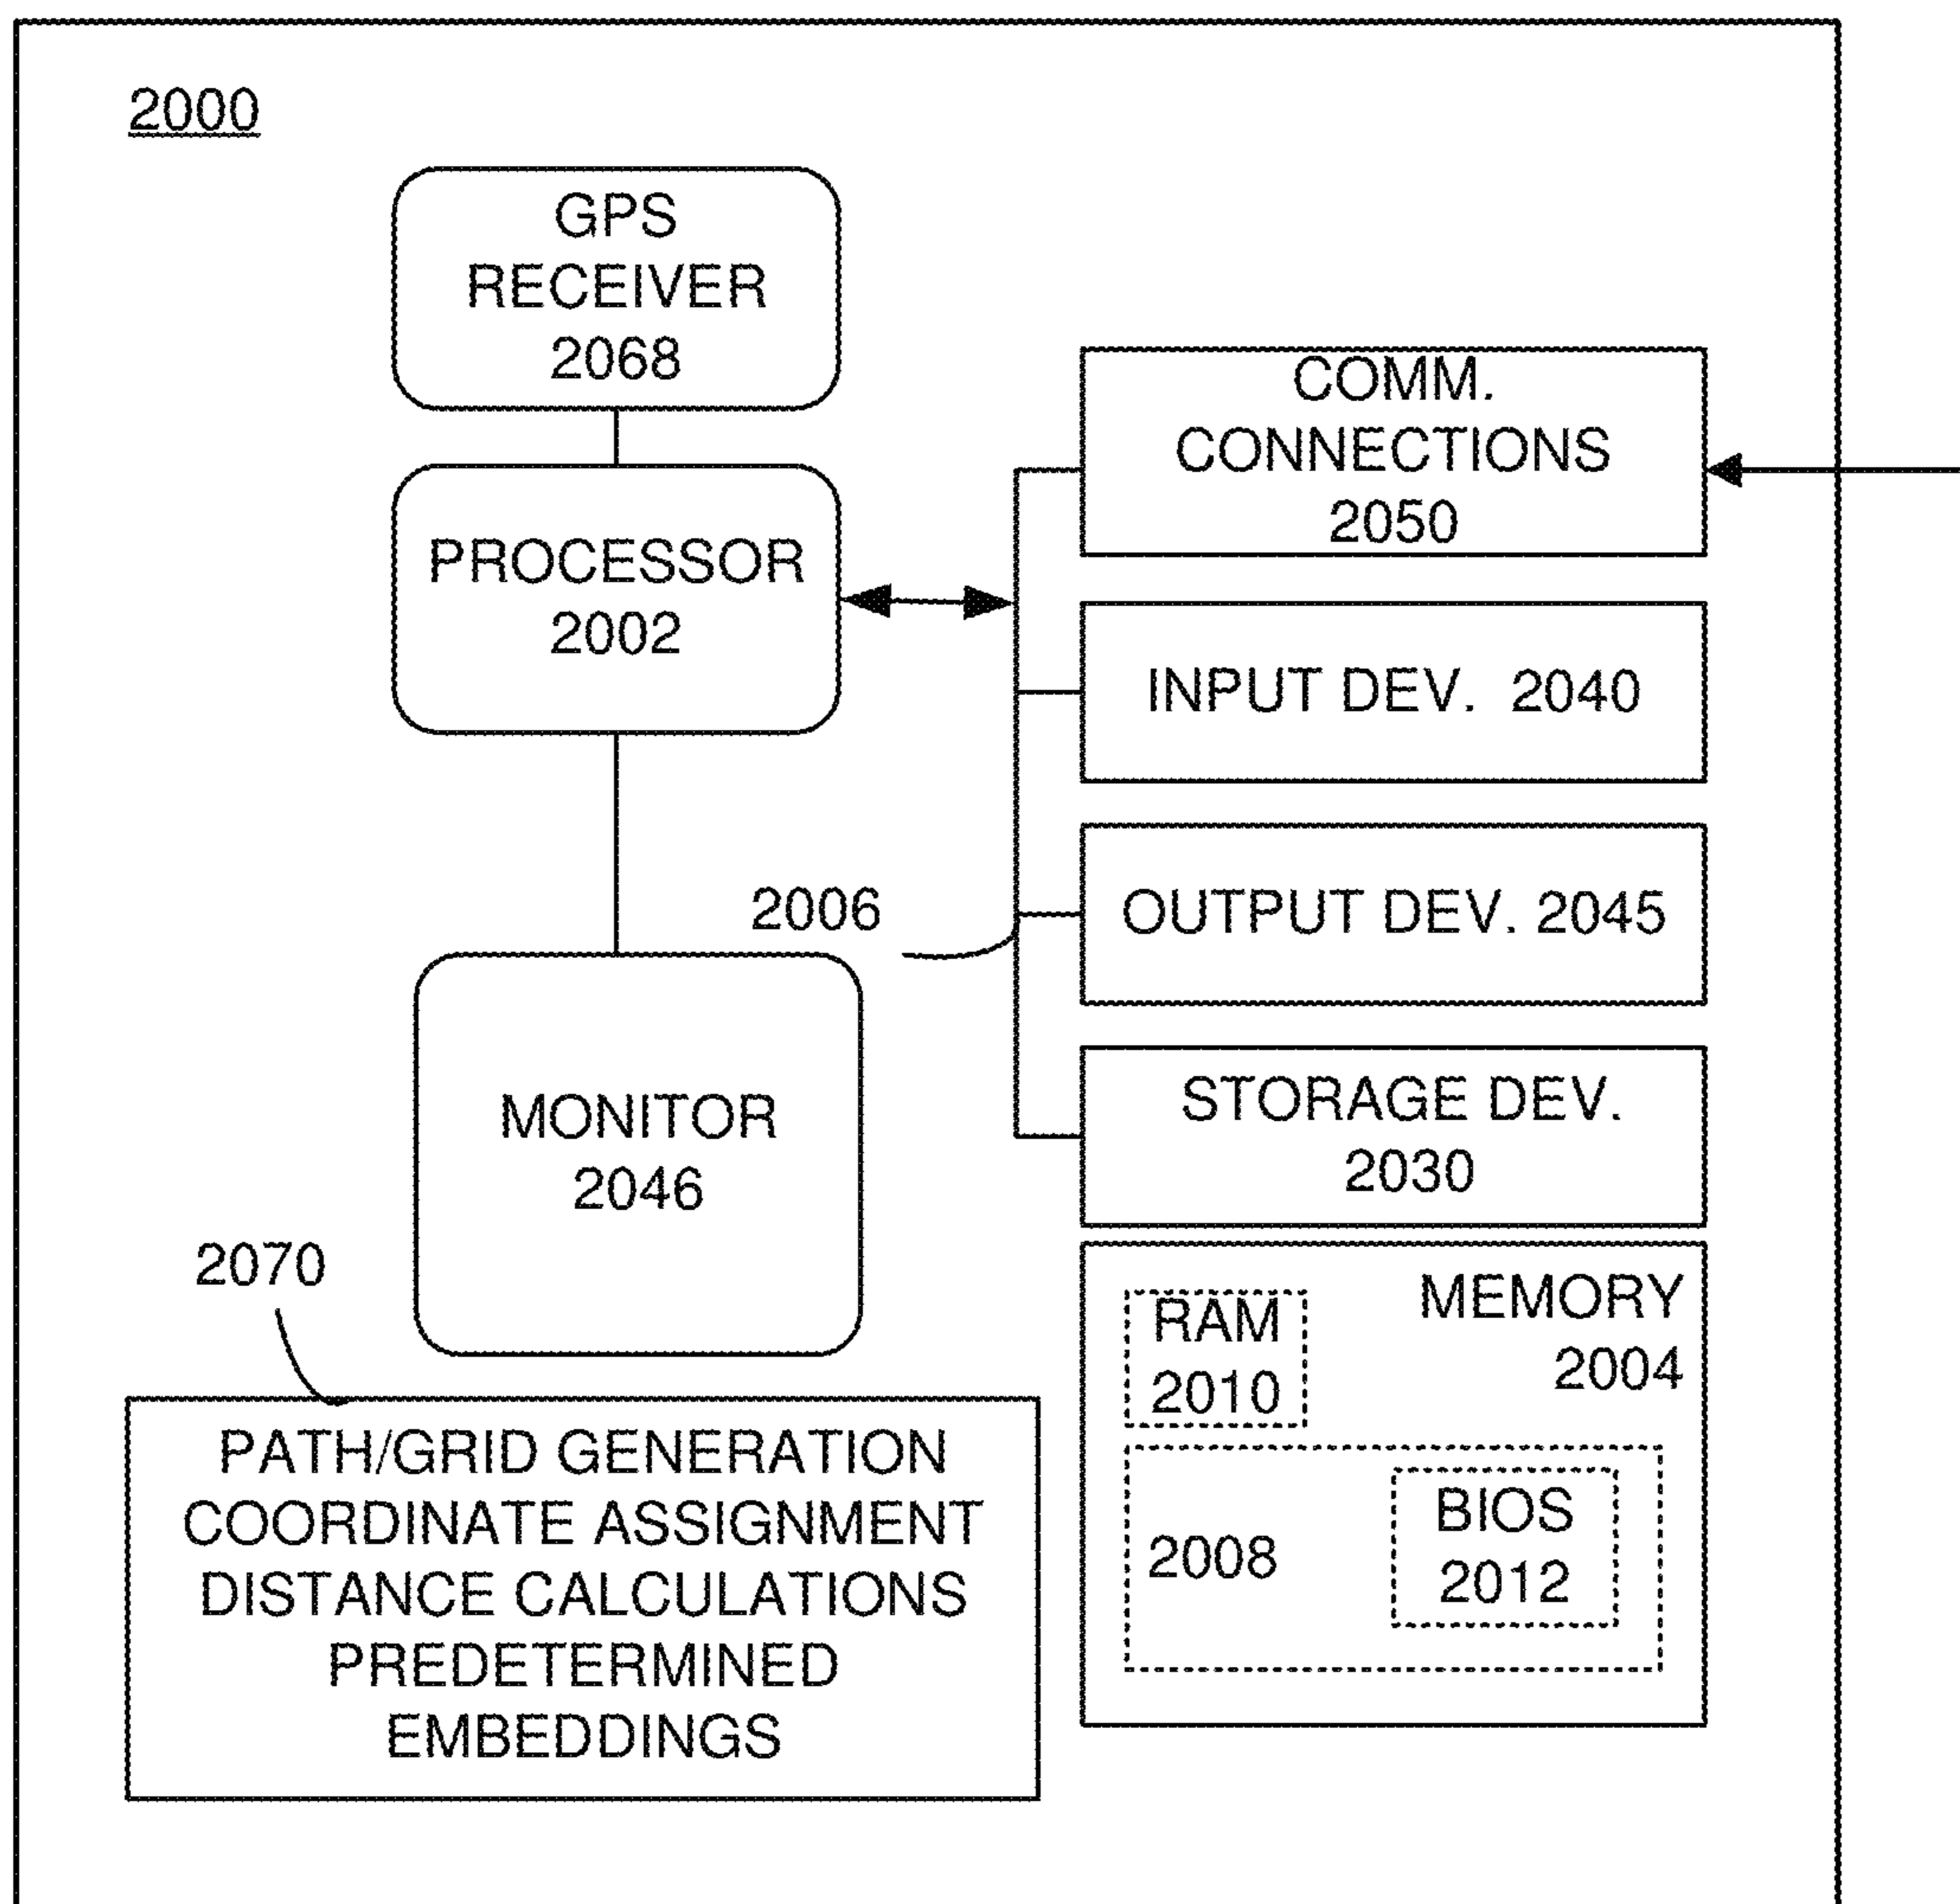 2000
GPS
RECEIVER
2068
PROCESSOR
2002
COMM.
CONNECTIONS
2050
INPUT DEV. 2040
2006
OUTPUT DEV. 2045
MONITOR
2046
STORAGE DEV.
2030
2070
PATH/GRID GENERATION
COORDINATE ASSIGNMENT
DISTANCE CALCULATIONS
PREDETERMINED
EMBEDDINGS
MEMORY
2004
RAM
2010
2008
BIOS
2012